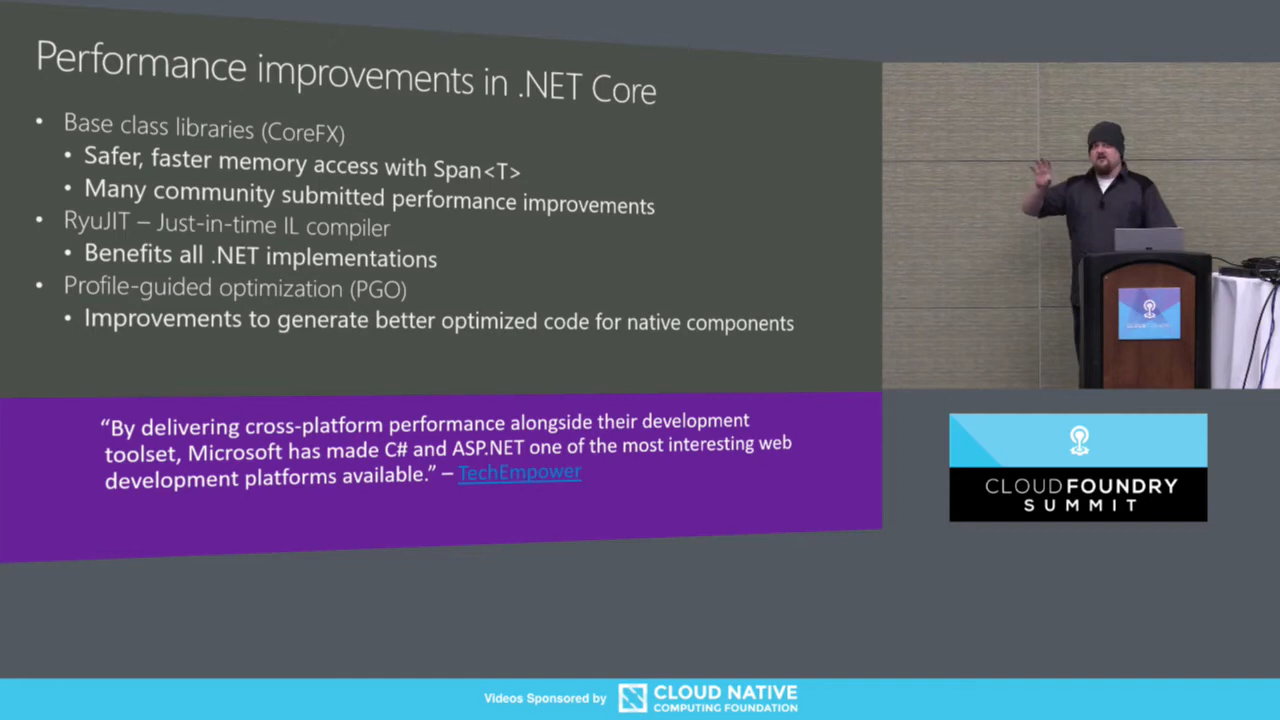 Performance improvements in .NET Core
• Base class libraries (CoreFX)
• Safer, faster memory access with Span<T>
• Many community submitted performance improvements
• RyuJIT – Just-in-time IL compiler
• Benefits all .NET implementations
• Profile-guided optimization (PGO)
• Improvements to generate better optimized code for native components
“By delivering cross-platform performance alongside their development
toolset, Microsoft has made C# and ASP.NET one of the most interesting web
development platforms available.” – TechEmpower
CLOUD FOUNDRY
SUMMIT
Videos Sponsored by
CLOUD NATIVE
COMPUTING FOUNDATION